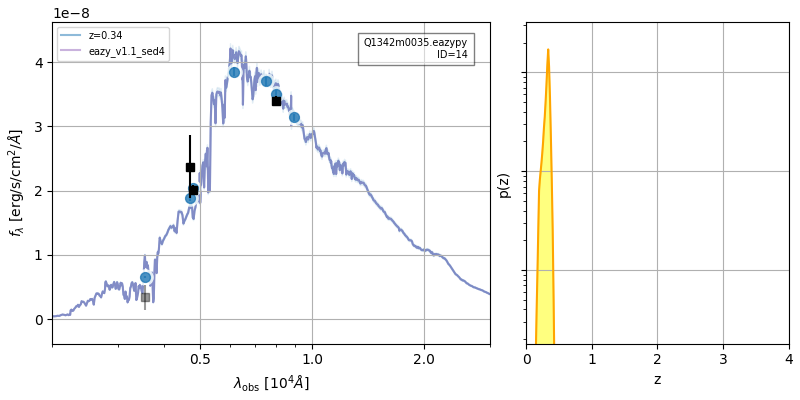 1e−8
z=0.34
eazy_v1.1_sed4
Q1342m0035.eazypy
ID=14
4
3
2
1
0
f_λ [erg/s/cm²/Å]
0.5
1.0
2.0
λ_obs [10⁴Å]
p(z)
0
1
2
3
4
z